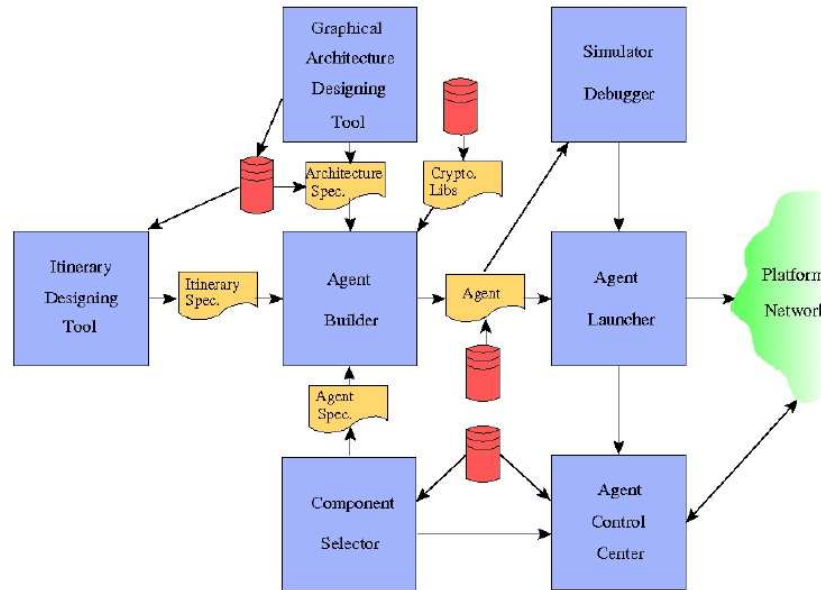 Graphical
Architecture
Designing
Tool
Simulator
Debugger
Architecture
Spec.
Crypto.
Libs
Itinerary
Designing
Tool
Itinerary
Spec.
Agent
Builder
Agent
Agent
Launcher
Platform
Network
Agent
Spec.
Component
Selector
Agent
Control
Center